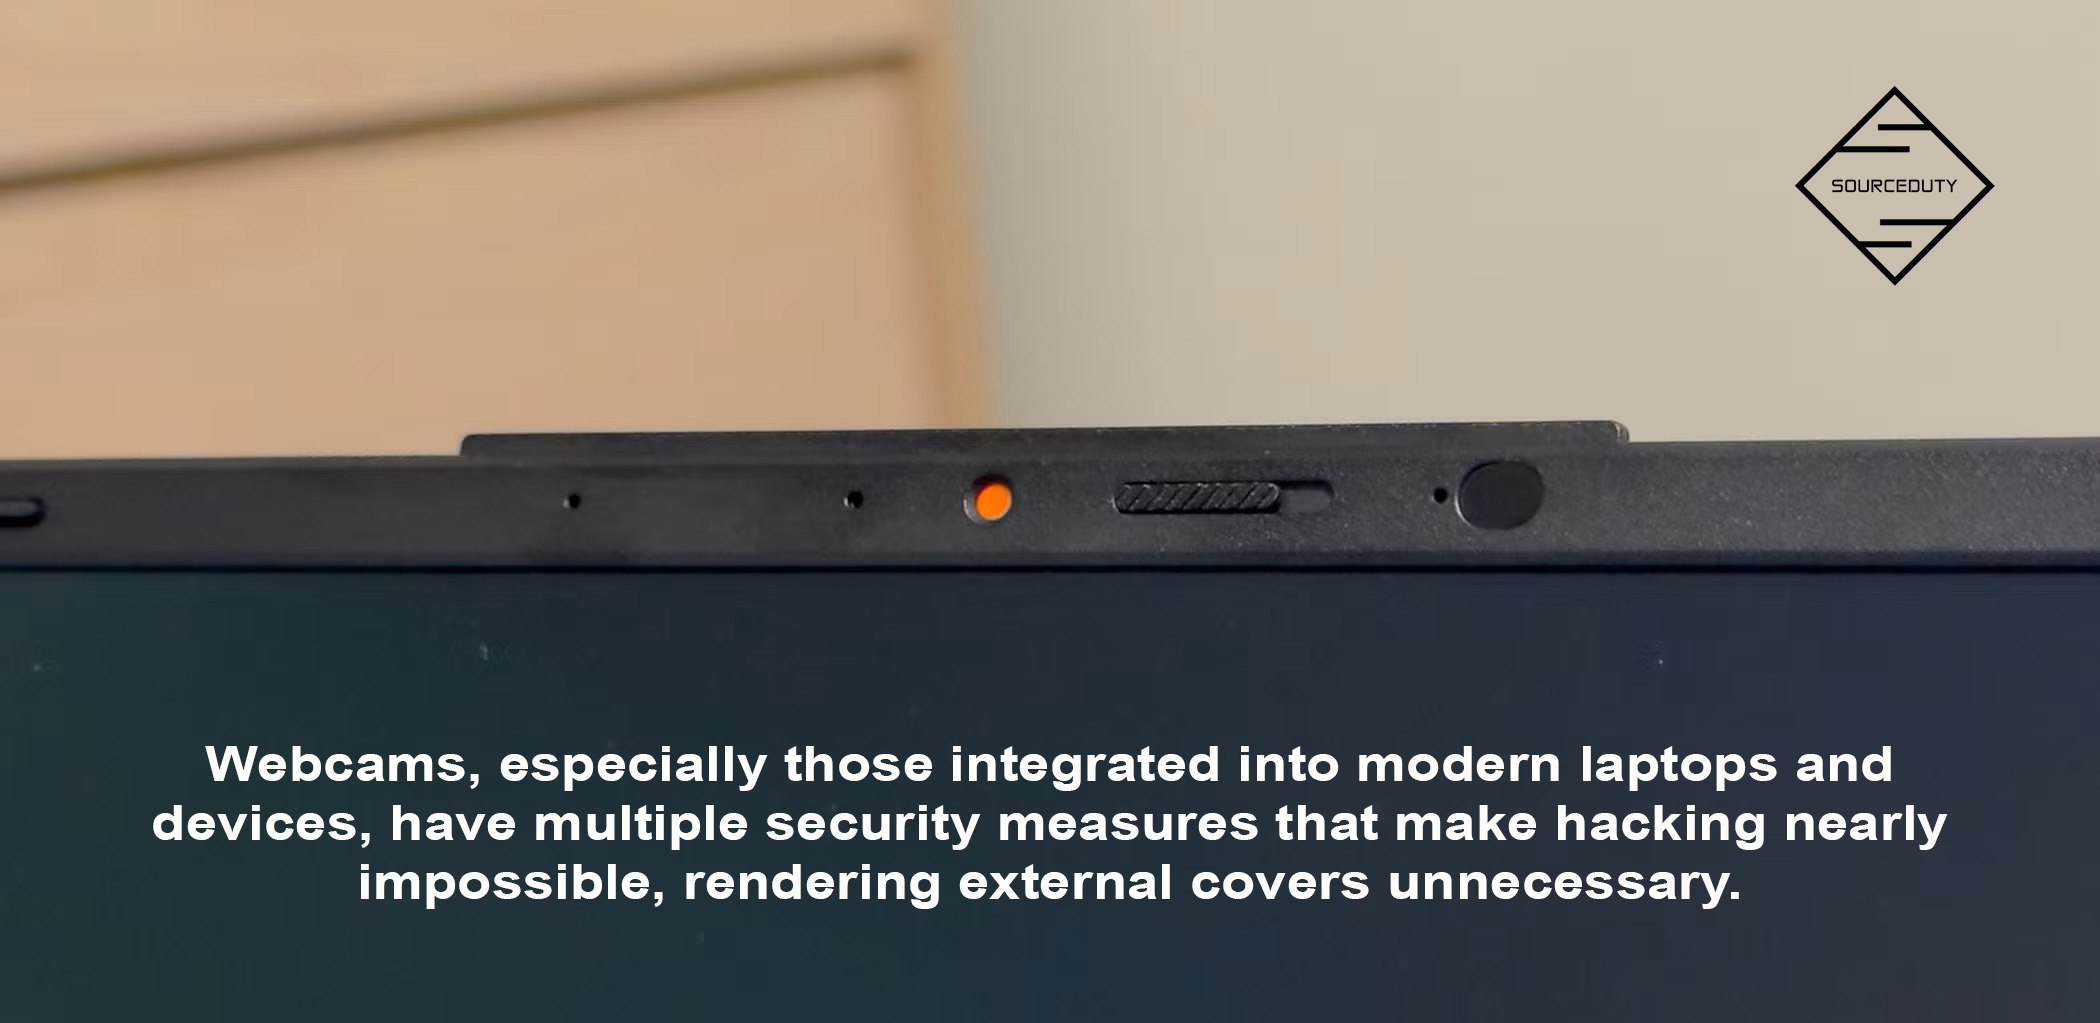 SOURCEDUTY
Webcams, especially those integrated into modern laptops and
devices, have multiple security measures that make hacking nearly
impossible, rendering external covers unnecessary.